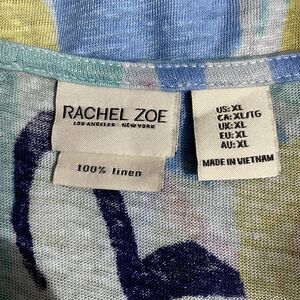 RACHEL ZOE
LOS ANGELES · NEW YORK
100% linen
US: XL
CA: XL/TG
UK: XL
EU: XL
AU: XL
MADE IN VIETNAM